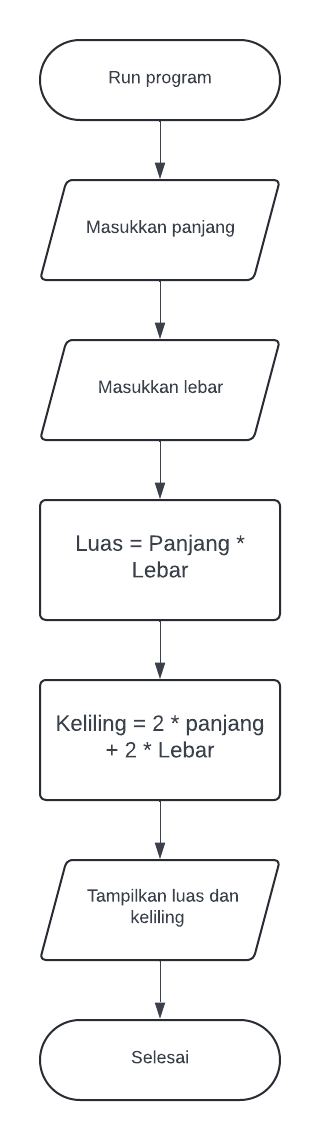 Run program
Masukkan panjang
Masukkan lebar
Luas = Panjang *
Lebar
Keliling = 2 * panjang
+ 2 * Lebar
Tampilkan luas dan
keliling
Selesai